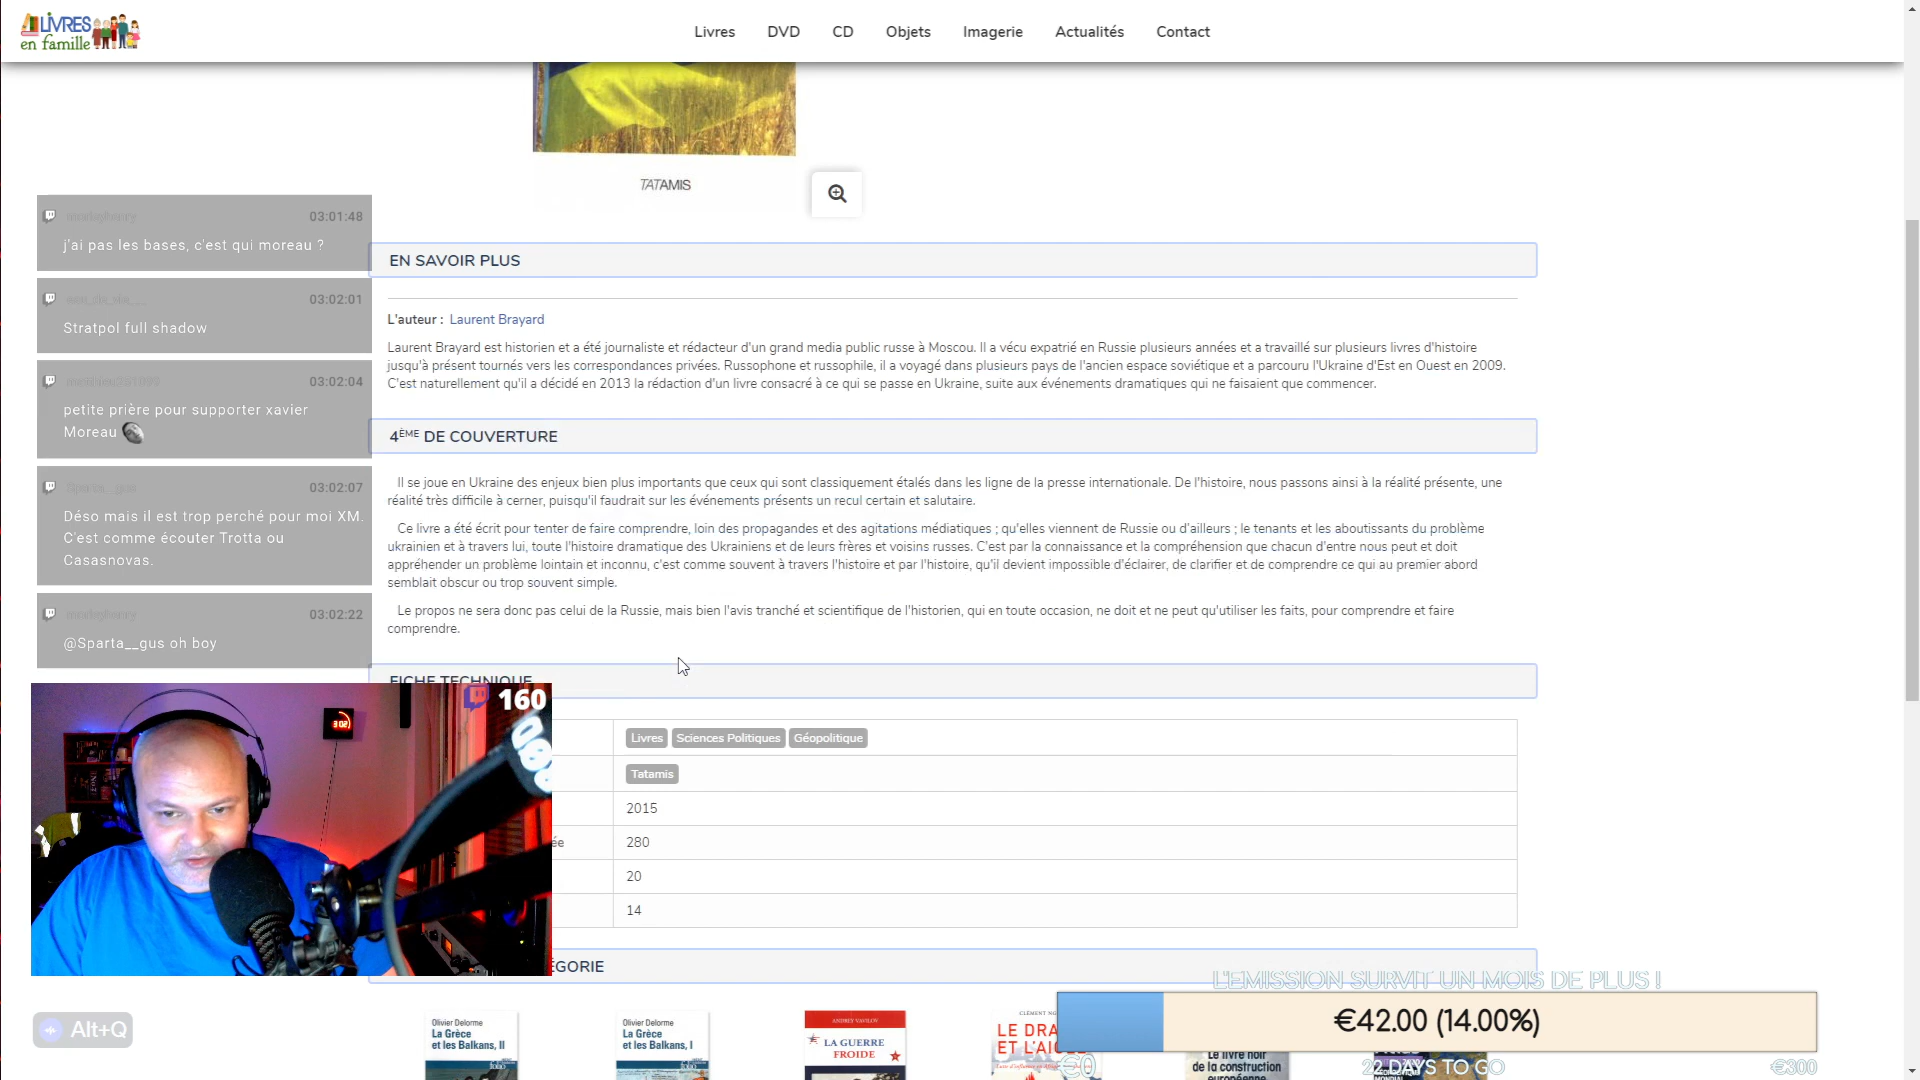 LIVRES
en famille
Livres DVD CD Objets Imagerie Actualités Contact
TATAMIS
03:01:48
j'ai pas les bases, c'est qui moreau ?
03:02:01
Stratpol full shadow
03:02:04
petite prière pour supporter xavier
Moreau
03:02:07
Déso mais il est trop perché pour moi XM.
C'est comme écouter Trotta ou
Casasnovas.
03:02:22
@Sparta__gus oh boy
EN SAVOIR PLUS
L'auteur : Laurent Brayard
Laurent Brayard est historien et a été journaliste et rédacteur d'un grand media public russe à Moscou. Il a vécu expatrié en Russie plusieurs années et a travaillé sur plusieurs livres d'histoire
jusqu'à présent tournés vers les correspondances privées. Russophone et russophile, il a voyagé dans plusieurs pays de l'ancien espace soviétique et a parcouru l'Ukraine d'Est en Ouest en 2009.
C'est naturellement qu'il a décidé en 2013 la rédaction d'un livre consacré à ce qui se passe en Ukraine, suite aux événements dramatiques qui ne faisaient que commencer.
4ÈME DE COUVERTURE
Il se joue en Ukraine des enjeux bien plus importants que ceux qui sont classiquement étalés dans les ligne de la presse internationale. De l'histoire, nous passons ainsi à la réalité présente, une
réalité très difficile à cerner, puisqu'il faudrait sur les événements présents un recul certain et salutaire.
Ce livre a été écrit pour tenter de faire comprendre, loin des propagandes et des agitations médiatiques ; qu'elles viennent de Russie ou d'ailleurs ; le tenants et les aboutissants du problème
ukrainien et à travers lui, toute l'histoire dramatique des Ukrainiens et de leurs frères et voisins russes. C'est par la connaissance et la compréhension que chacun d'entre nous peut et doit
appréhender un problème lointain et inconnu, c'est comme souvent à travers l'histoire et par l'histoire, qu'il devient impossible d'éclairer, de clarifier et de comprendre ce qui au premier abord
semblait obscur ou trop souvent simple.
Le propos ne sera donc pas celui de la Russie, mais bien l'avis tranché et scientifique de l'historien, qui en toute occasion, ne doit et ne peut qu'utiliser les faits, pour comprendre et faire
comprendre.
FICHE TECHNIQUE
160
302
Livres Sciences Politiques Géopolitique
Tatamis
2015
ée 280
20
14
ÉGORIE
L'EMISSION SURVIT UN MOIS DE PLUS !
€42.00 (14.00%)
€0 22 DAYS TO GO €300
Alt+Q
Olivier Delorme
La Grèce
et les Balkans, II
Olivier Delorme
La Grèce
et les Balkans, I
ANDREY VAVILOV
LA GUERRE
FROIDE
LE DRA
ET L'AIGLE
Le livre noir
de la construction
européenne